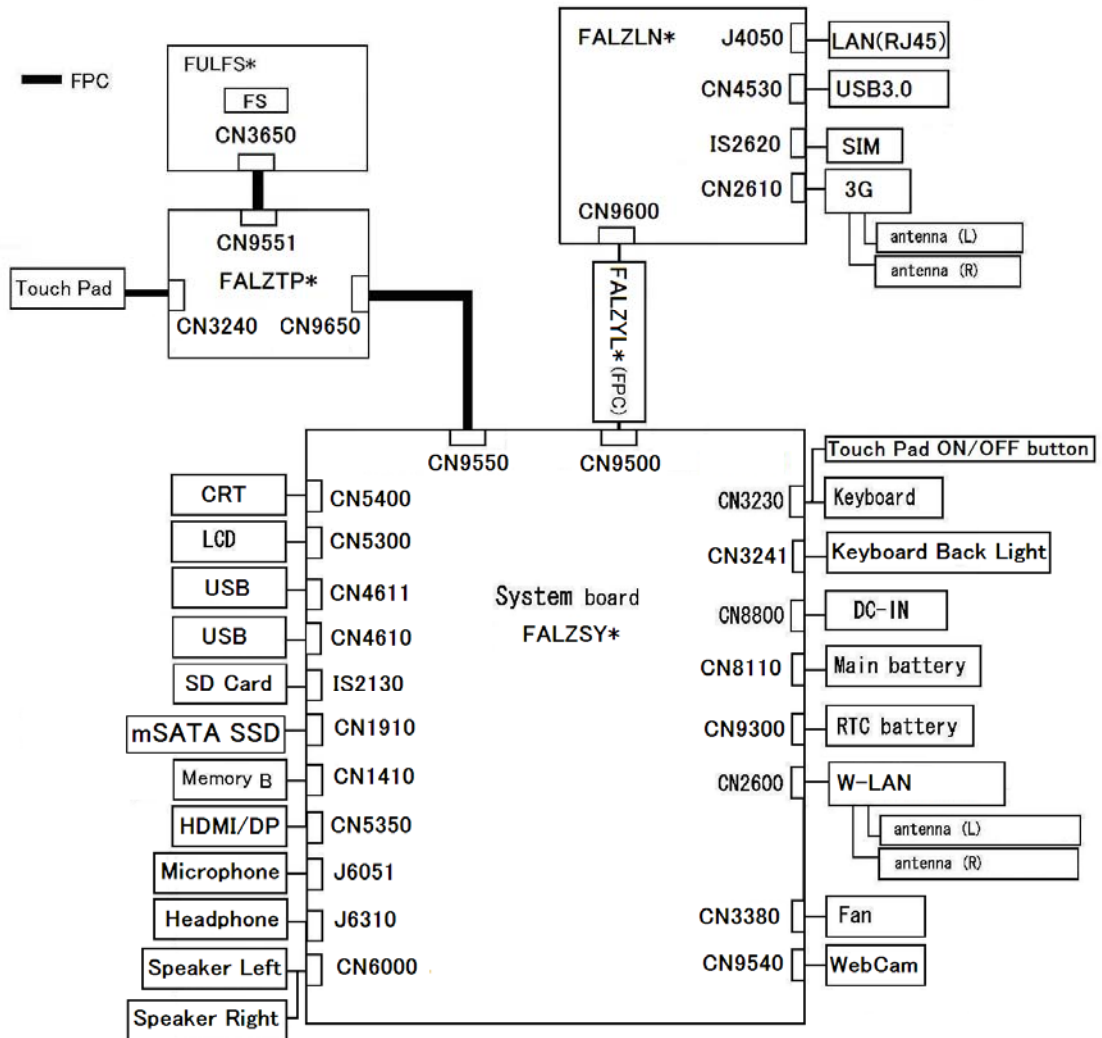 FPC
FULFS*
FS
CN3650
CN9551
FALZTP*
Touch Pad
CN3240
CN9650
FALZLN*
J4050
LAN(RJ45)
CN4530
USB3.0
IS2620
SIM
CN2610
3G
antenna (L)
antenna (R)
CN9600
FALZYL*(FPC)
CN9550
CN9500
System board
FALZSY*
CRT
CN5400
LCD
CN5300
USB
CN4611
USB
CN4610
SD Card
IS2130
mSATA SSD
CN1910
Memory B
CN1410
HDMI/DP
CN5350
Microphone
J6051
Headphone
J6310
Speaker Left
CN6000
Speaker Right
Touch Pad ON/OFF button
CN3230
Keyboard
CN3241
Keyboard Back Light
CN8800
DC-IN
CN8110
Main battery
CN9300
RTC battery
CN2600
W-LAN
antenna (L)
antenna (R)
CN3380
Fan
CN9540
WebCam